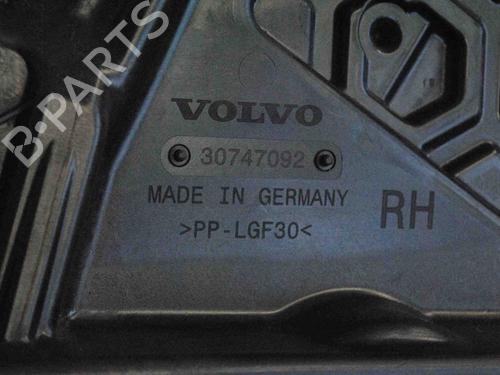 B-PARTS
VOLVO
30747092
MADE IN GERMANY
>PP-LGF30<
RH